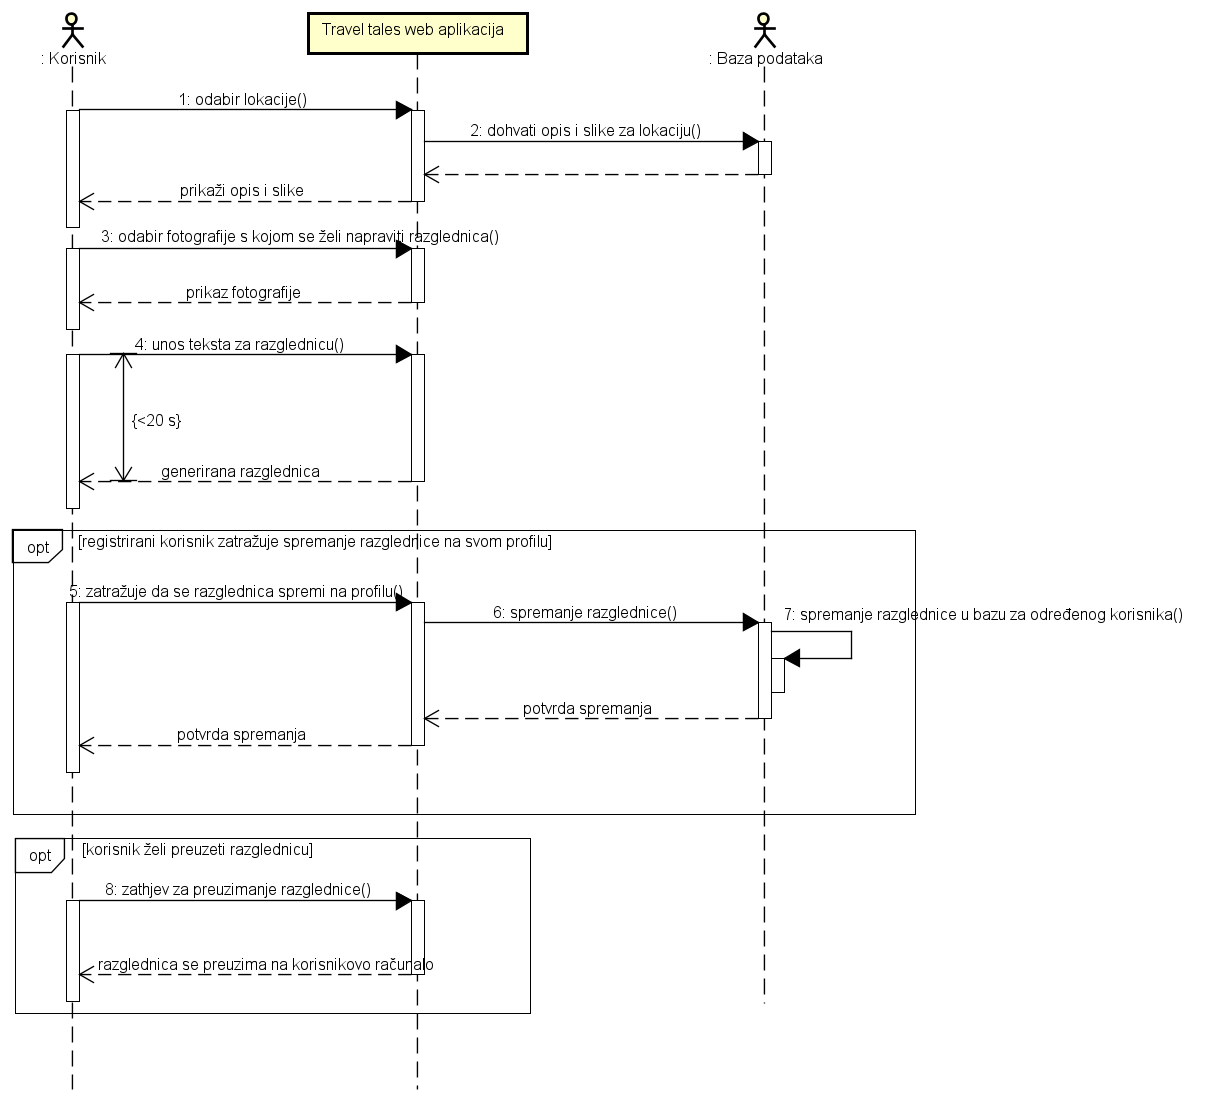 : Korisnik
Travel tales web aplikacija
: Baza podataka
1: odabir lokacije()
2: dohvati opis i slike za lokaciju()
prikaži opis i slike
3: odabir fotografije s kojom se želi napraviti razglednica()
prikaz fotografije
4: unos teksta za razglednicu()
{<20 s}
generirana razglednica
opt
[registrirani korisnik zatražuje spremanje razglednice na svom profilu]
5: zatražuje da se razglednica spremi na profilu()
6: spremanje razglednice()
7: spremanje razglednice u bazu za određenog korisnika()
potvrda spremanja
potvrda spremanja
opt
[korisnik želi preuzeti razglednicu]
8: zathjev za preuzimanje razglednice()
razglednica se preuzima na korisnikovo računalo